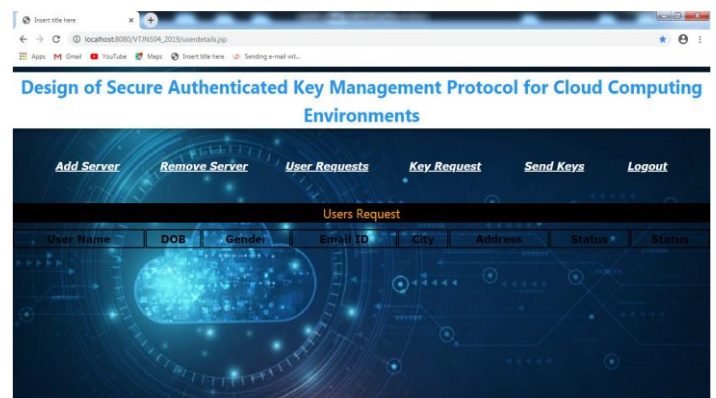 Insert title here
localhost:8080/VTJNS04_2019/userdetails.jsp
Apps Gmail YouTube Maps Insert title here Sending e-mail wit...
Design of Secure Authenticated Key Management Protocol for Cloud Computing
Environments
Add Server Remove Server User Requests Key Request Send Keys Logout
Users Request
User Name DOB Gender Email ID City Address Status Status